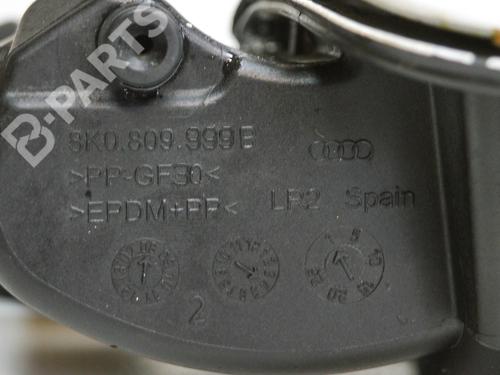 B-PARTS
8K0.809.999B
>PP-GF30<
>EPDM+PP< LR2 Spain
2